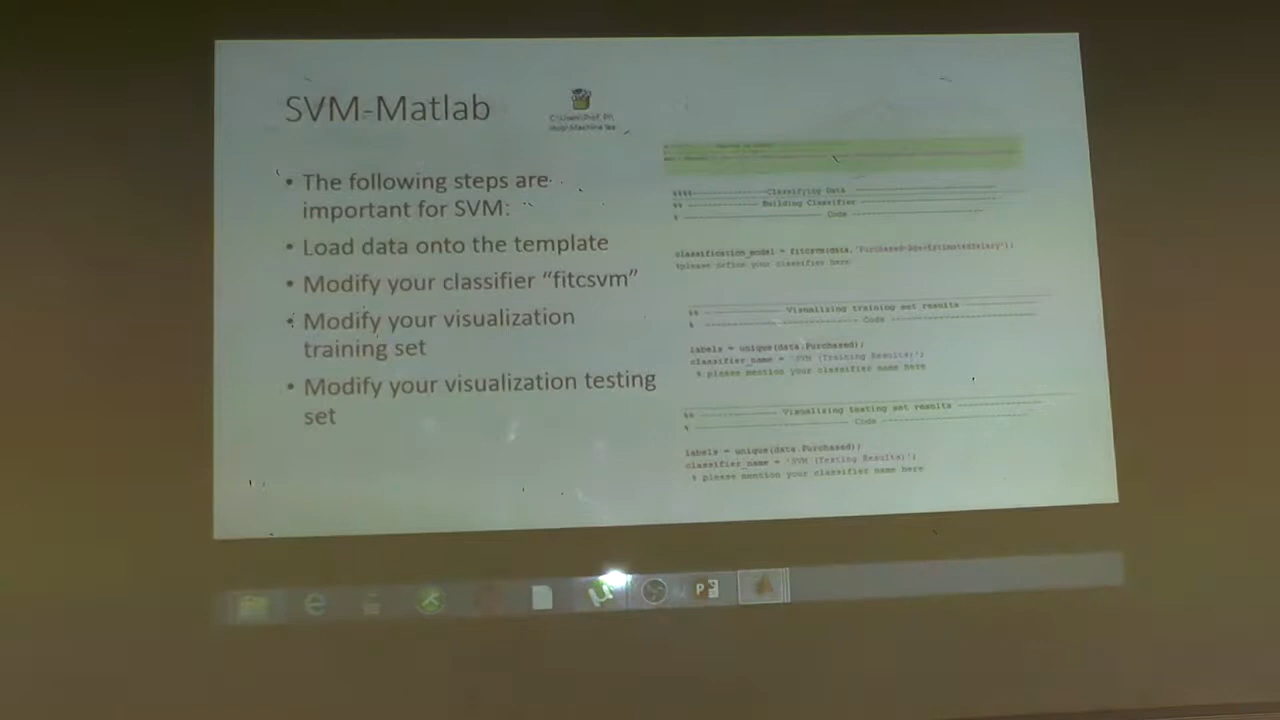 SVM-Matlab
• The following steps are
important for SVM:
• Load data onto the template
• Modify your classifier “fitcsvm”
• Modify your visualization
training set
• Modify your visualization testing
set
Classifying Data
Building Classifier
Code
classification_model = fitcsvm(data,'Purchased~Age+EstimatedSalary');
%please define your classifier here
%% Visualizing training set results
% Code
labels = unique(data.Purchased);
classifier_name = 'SVM (Training Results)';
% please mention your classifier name here
%% Visualizing testing set results
% Code
labels = unique(data.Purchased);
classifier_name = 'SVM (Testing Results)';
% please mention your classifier name here